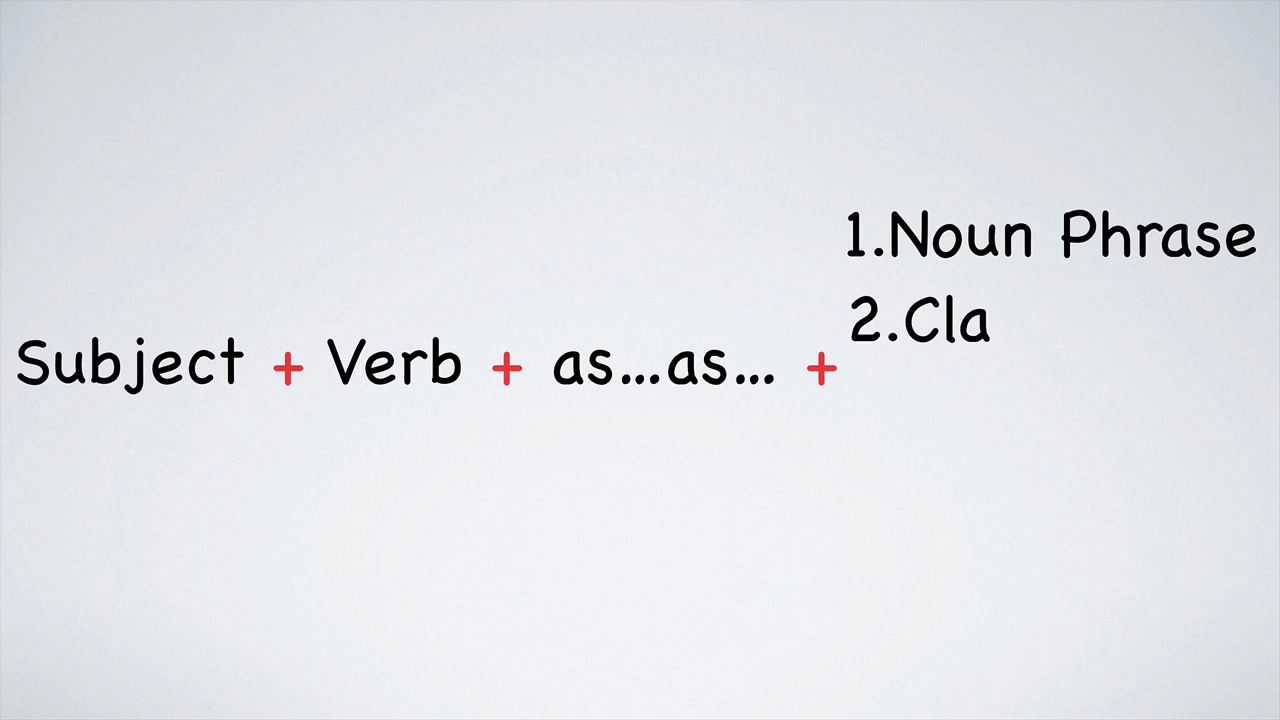 1.Noun Phrase
2.Cla
Subject + Verb + as...as... +